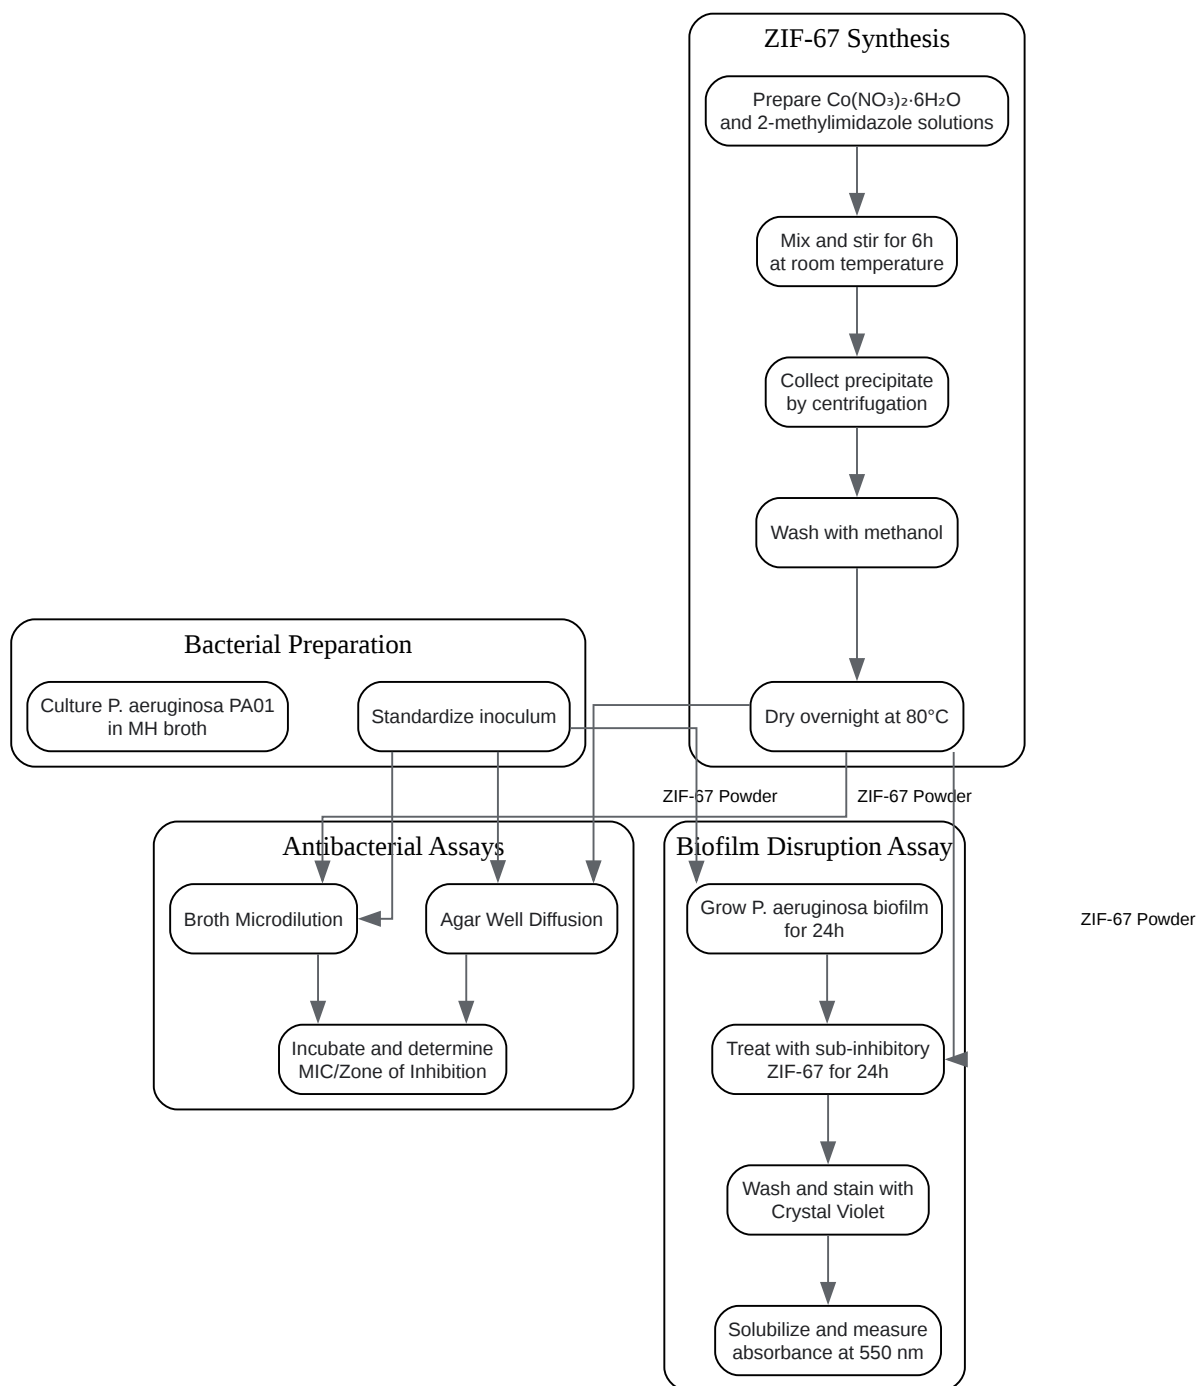 ZIF-67 Synthesis
Prepare Co(NO₃)₂·6H₂O
and 2-methylimidazole solutions
Mix and stir for 6h
at room temperature
Collect precipitate
by centrifugation
Wash with methanol
Dry overnight at 80°C
Bacterial Preparation
Culture P. aeruginosa PA01
in MH broth
Standardize inoculum
ZIF-67 Powder
ZIF-67 Powder
Antibacterial Assays
Broth Microdilution
Agar Well Diffusion
Incubate and determine
MIC/Zone of Inhibition
Biofilm Disruption Assay
Grow P. aeruginosa biofilm
for 24h
ZIF-67 Powder
Treat with sub-inhibitory
ZIF-67 for 24h
Wash and stain with
Crystal Violet
Solubilize and measure
absorbance at 550 nm